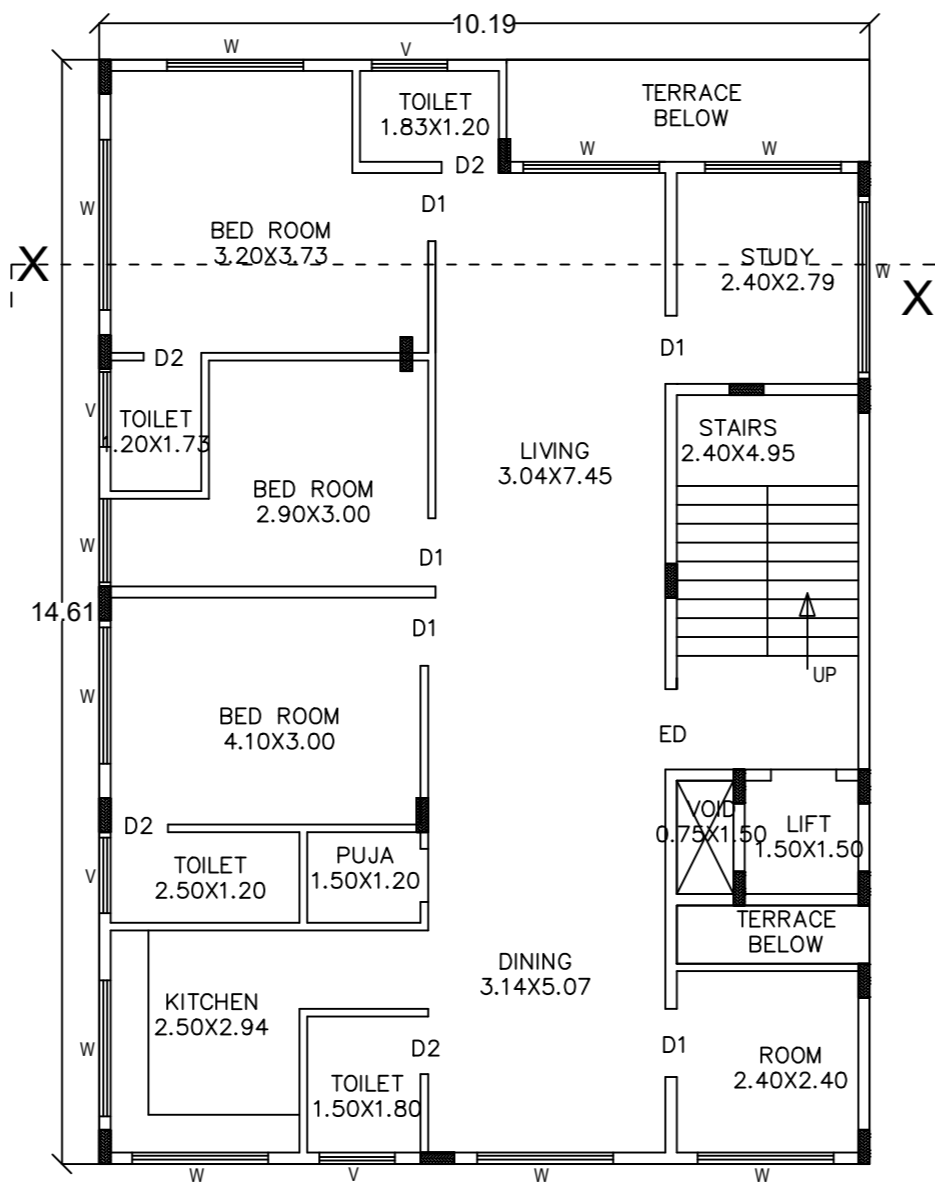 10.19
W
V
TOILET
1.83X1.20
TERRACE
BELOW
D2
W
W
W
D1
BED ROOM
3.20X3.73
X
STUDY
2.40X2.79
W
X
D1
D2
V
TOILET
1.20X1.73
STAIRS
2.40X4.95
LIVING
3.04X7.45
BED ROOM
2.90X3.00
W
D1
14.61
D1
W
UP
BED ROOM
4.10X3.00
ED
VOID
0.75X1.50
LIFT
1.50X1.50
D2
V
TOILET
2.50X1.20
PUJA
1.50X1.20
TERRACE
BELOW
DINING
3.14X5.07
KITCHEN
2.50X2.94
W
D2
D1
ROOM
2.40X2.40
TOILET
1.50X1.80
W
V
W
W